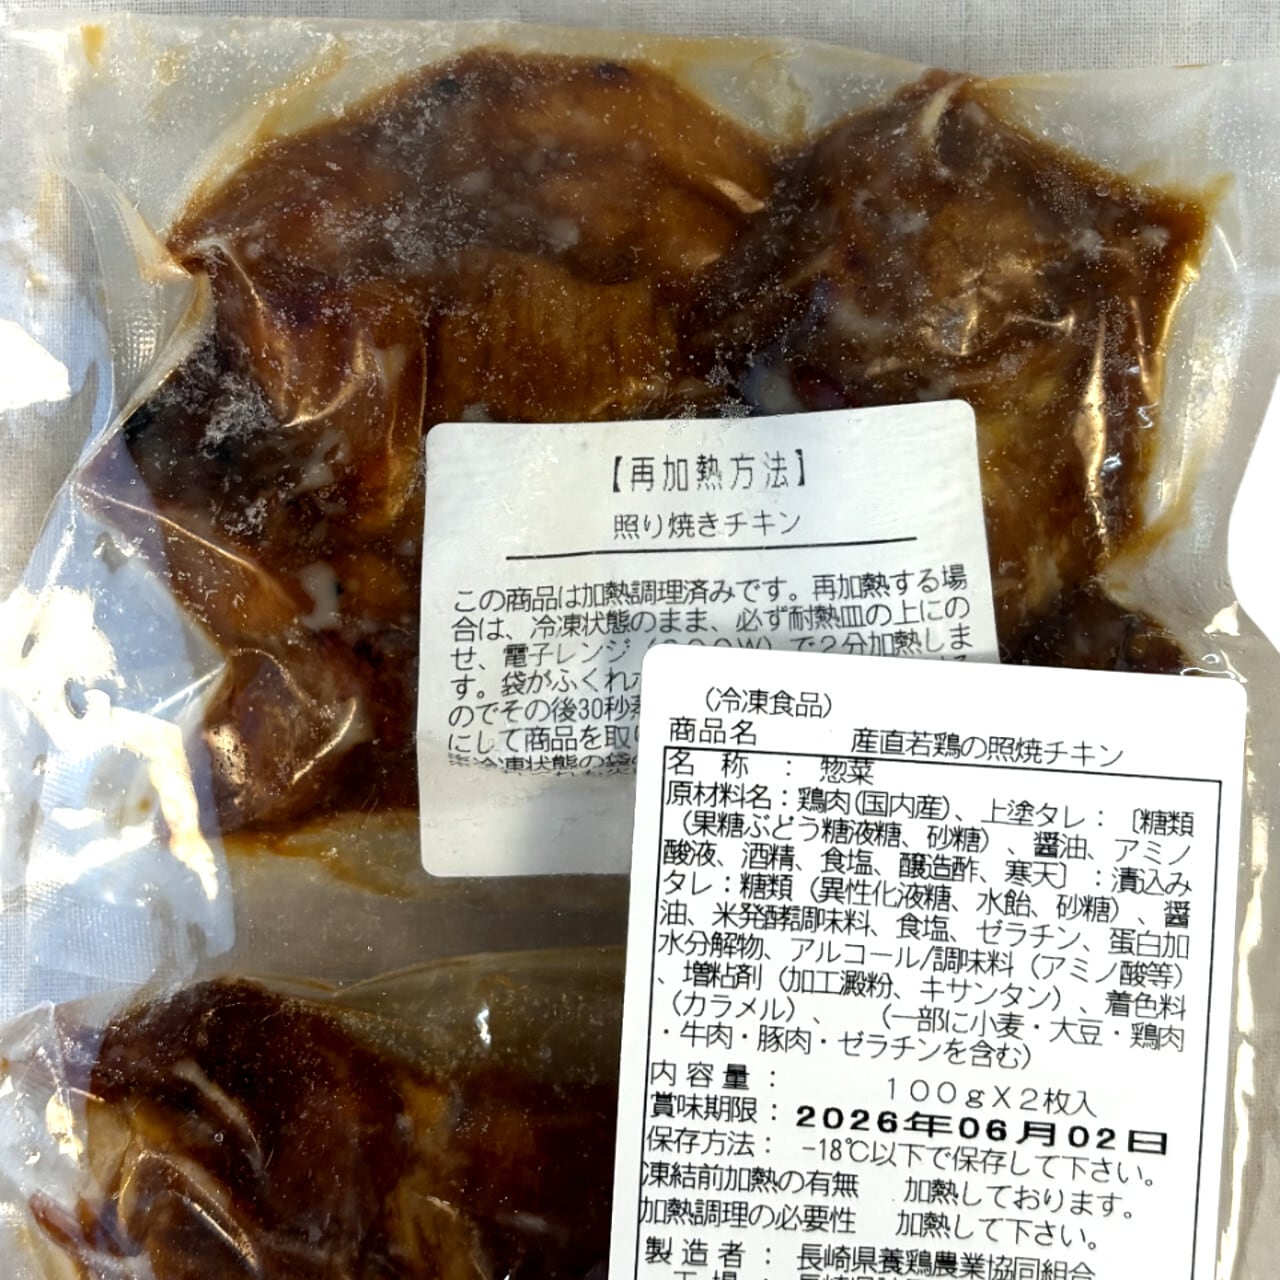 【再加熱方法】
照り焼きチキン
この商品は加熱調理済みです。再加熱する場
合は、冷凍状態のまま、必ず耐熱皿の上にの
せ、電子レンジ で2分加熱しま
す。袋がふくれ
のでその後30秒
にして商品を取り
(冷凍食品)
商品名 産直若鶏の照焼チキン
名称 : 惣菜
原材料名:鶏肉(国内産)、上塗タレ:〔糖類
(果糖ぶどう糖液糖、砂糖)、醤油、アミノ
酸液、酒精、食塩、醸造酢、寒天〕:漬込み
タレ:糖類(異性化液糖、水飴、砂糖)、醤
油、米発酵調味料、食塩、ゼラチン、蛋白加
水分解物、アルコール/調味料(アミノ酸等)
、増粘剤(加工澱粉、キサンタン)、着色料
(カラメル)、 (一部に小麦・大豆・鶏肉
・牛肉・豚肉・ゼラチンを含む)
内容量: 100gX2枚入
賞味期限:2026年06月02日
保存方法: -18℃以下で保存して下さい。
凍結前加熱の有無 加熱しております。
加熱調理の必要性 加熱して下さい。
製造者 : 長崎県養鶏農業協同組合